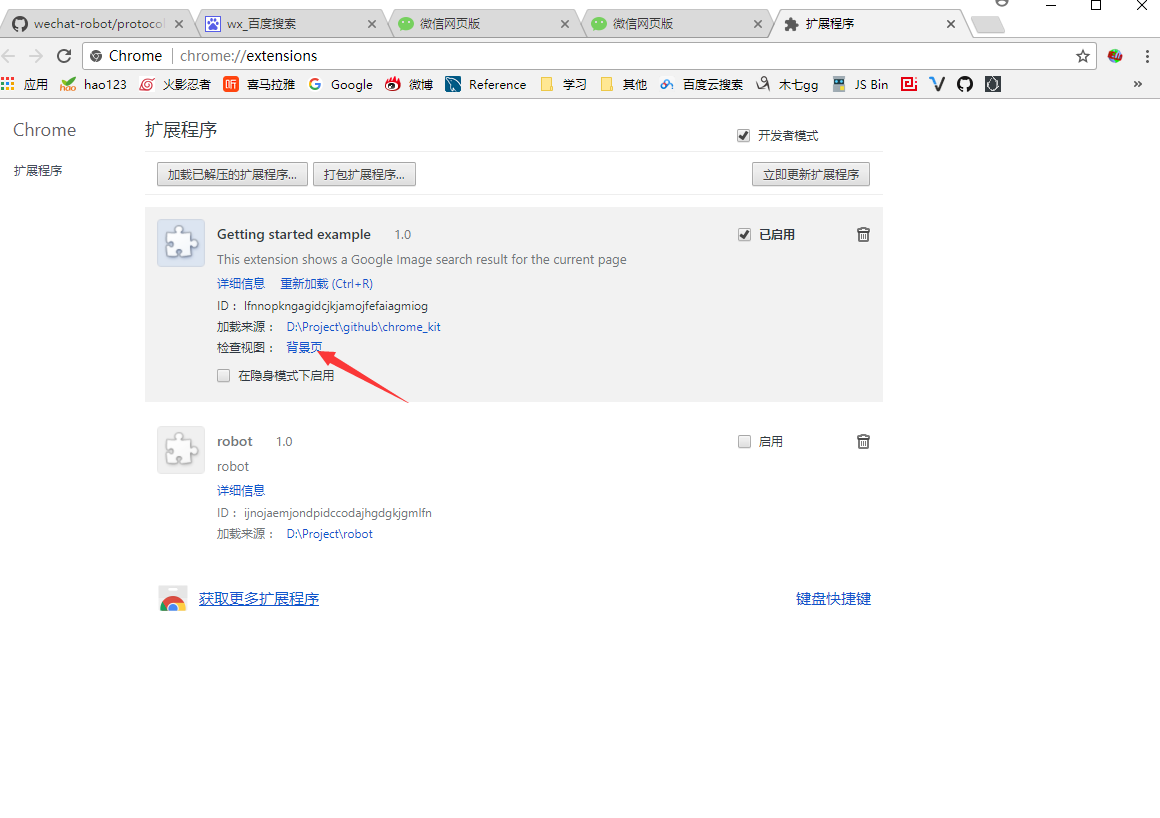 wechat-robot/protocol
wx_百度搜索
微信网页版
微信网页版
扩展程序
Chrome
chrome://extensions
应用
hao123
火影忍者
听
喜马拉雅
Google
微博
Reference
学习
其他
百度云搜索
木七gg
JS Bin
»
Chrome
扩展程序
扩展程序
开发者模式
加载已解压的扩展程序...
打包扩展程序...
立即更新扩展程序
Getting started example 1.0
已启用
This extension shows a Google Image search result for the current page
详细信息 重新加载 (Ctrl+R)
ID： lfnnopkngagidcjkjamojfefaiagmiog
加载来源： D:\Project\github\chrome_kit
检查视图： 背景页
在隐身模式下启用
robot 1.0
启用
robot
详细信息
ID： ijnojaemjondpidccodajhgdgkjgmlfn
加载来源： D:\Project\robot
获取更多扩展程序
键盘快捷键